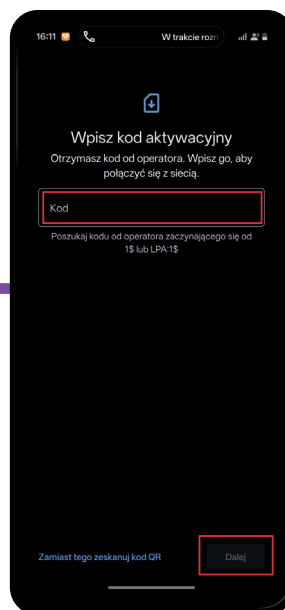 16:11 W trakcie rozn
Wpisz kod aktywacyjny
Otrzymasz kod od operatora. Wpisz go, aby
połączyć się z siecią.
Kod
Poszukaj kodu od operatora zaczynającego się od
1$ lub LPA:1$
Zamiast tego zeskanuj kod QR Dalej